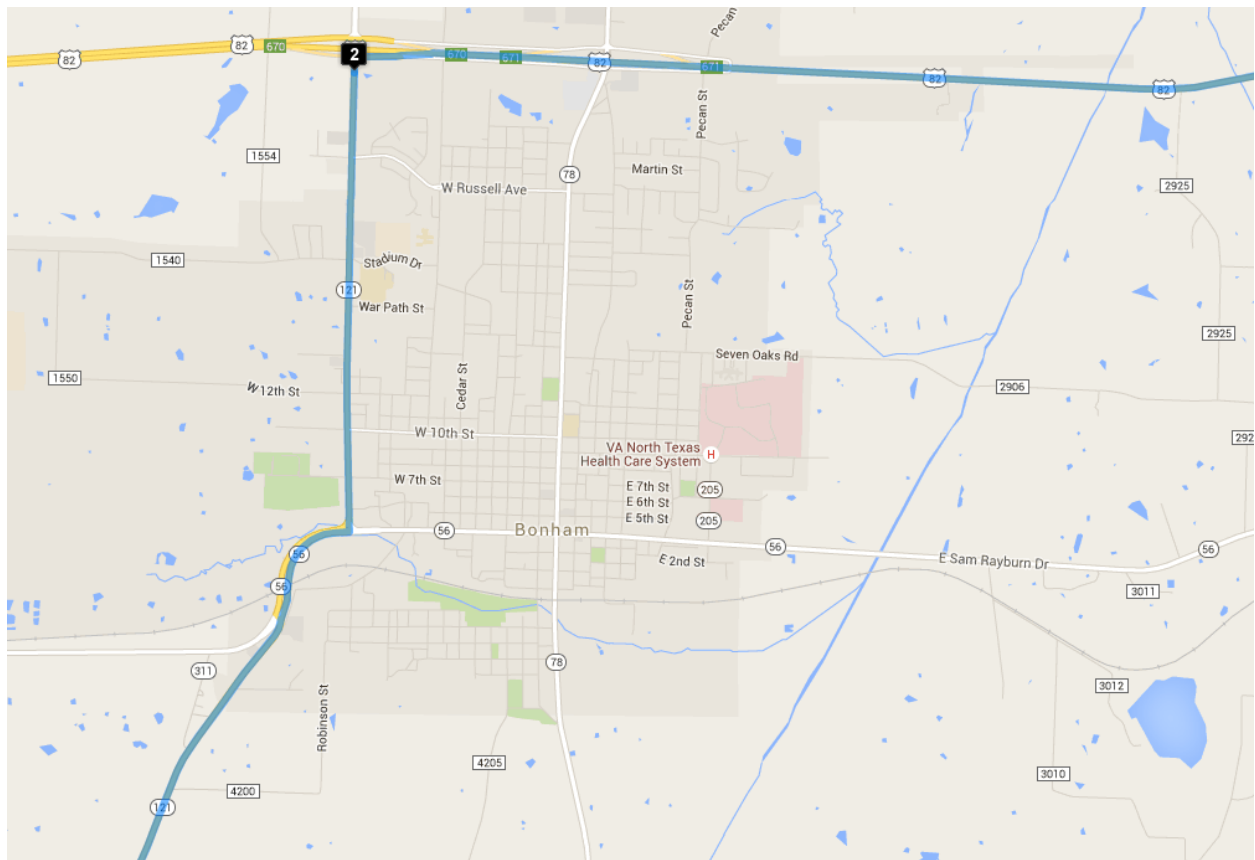 Pecan St
82
670
2
82
670
671
82
671
82
82
Pecan St
1554
Martin St
78
W Russell Ave
2925
1540
Stadium Dr
121
War Path St
Pecan St
2925
Seven Oaks Rd
1550
W 12th St
Cedar St
2906
W 10th St
292
VA North Texas
Health Care System
H
W 7th St
E 7th St
205
E 6th St
E 5th St
205
56
Bonham
56
56
E 2nd St
E Sam Rayburn Dr
56
56
3011
78
311
3012
Robinson St
4205
3010
4200
121